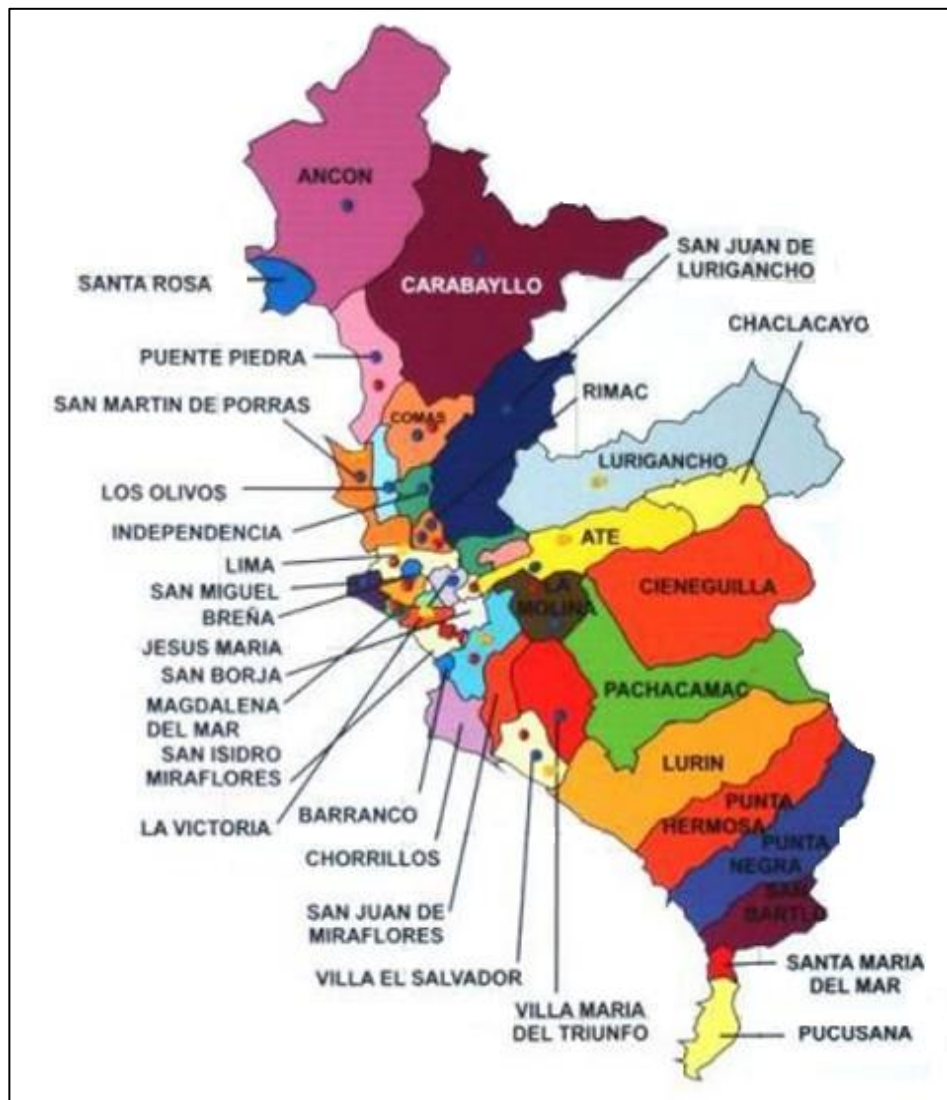 ANCON
SAN JUAN DE
LURIGANCHO
SANTA ROSA
CARABAYLLO
CHACLACAYO
PUENTE PIEDRA
RIMAC
SAN MARTIN DE PORRAS
COMAS
LURIGANCHO
LOS OLIVOS
INDEPENDENCIA
ATE
LIMA
CIENEGUILLA
SAN MIGUEL
LA
MOLINA
BREÑA
JESUS MARIA
SAN BORJA
PACHACAMAC
MAGDALENA
DEL MAR
SAN ISIDRO
MIRAFLORES
LURIN
PUNTA
HERMOSA
BARRANCO
LA VICTORIA
PUNTA
NEGRA
CHORRILLOS
SAN
BARTLO
SAN JUAN DE
MIRAFLORES
VILLA EL SALVADOR
SANTA MARIA
DEL MAR
VILLA MARIA
DEL TRIUNFO
PUCUSANA